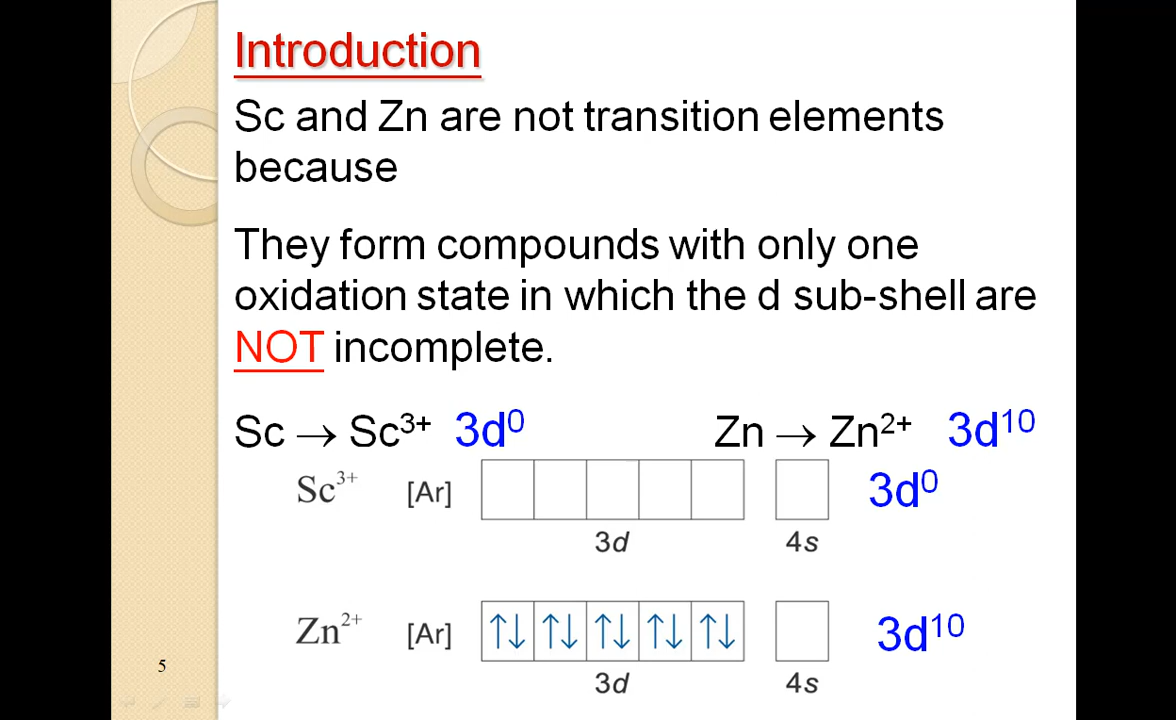 Introduction
Sc and Zn are not transition elements
because
They form compounds with only one
oxidation state in which the d sub-shell are
NOT incomplete.
Sc → Sc³⁺ 3d⁰ Zn → Zn²⁺ 3d¹⁰
Sc³⁺ [Ar] 3d⁰
3d 4s
Zn²⁺ [Ar] ↑↓ ↑↓ ↑↓ ↑↓ ↑↓ 3d¹⁰
3d 4s
5